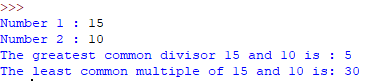 >>>
Number 1 : 15
Number 2 : 10
The greatest common divisor 15 and 10 is : 5
The least common multiple of 15 and 10 is: 30